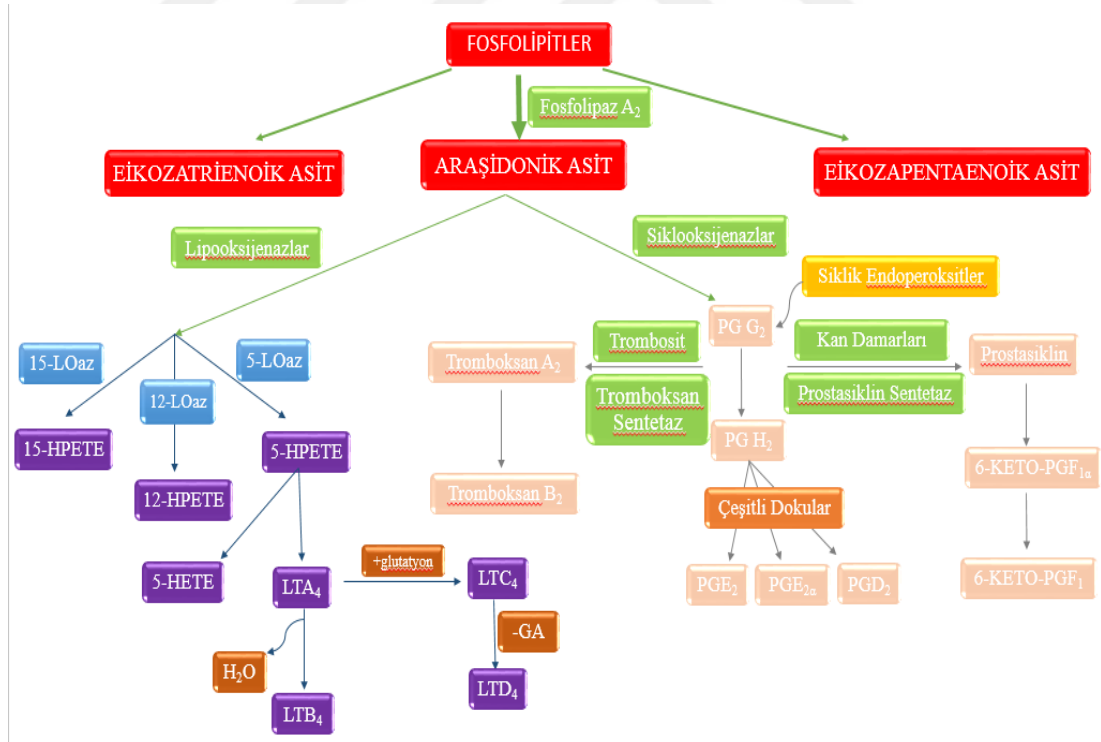 FOSFOLİPİTLER
Fosfolipaz A₂
EİKOZATRİENOİK ASİT
ARAŞİDONİK ASİT
EİKOZAPENTAENOİK ASİT
Lipooksijenazlar
Siklooksijenazlar
Siklik Endoperoksitler
PG G₂
15-LOaz
5-LOaz
12-LOaz
Tromboksan A₂
Trombosit
Kan Damarları
Prostasiklin
Tromboksan
Sentetaz
Prostasiklin Sentetaz
15-HPETE
5-HPETE
PG H₂
6-KETO-PGF₁α
12-HPETE
Tromboksan B₂
Çeşitli Dokular
5-HETE
LTA₄
+glutatyon
LTC₄
PGE₂
PGE₂α
PGD₂
6-KETO-PGF₁
-GA
H₂O
LTD₄
LTB₄